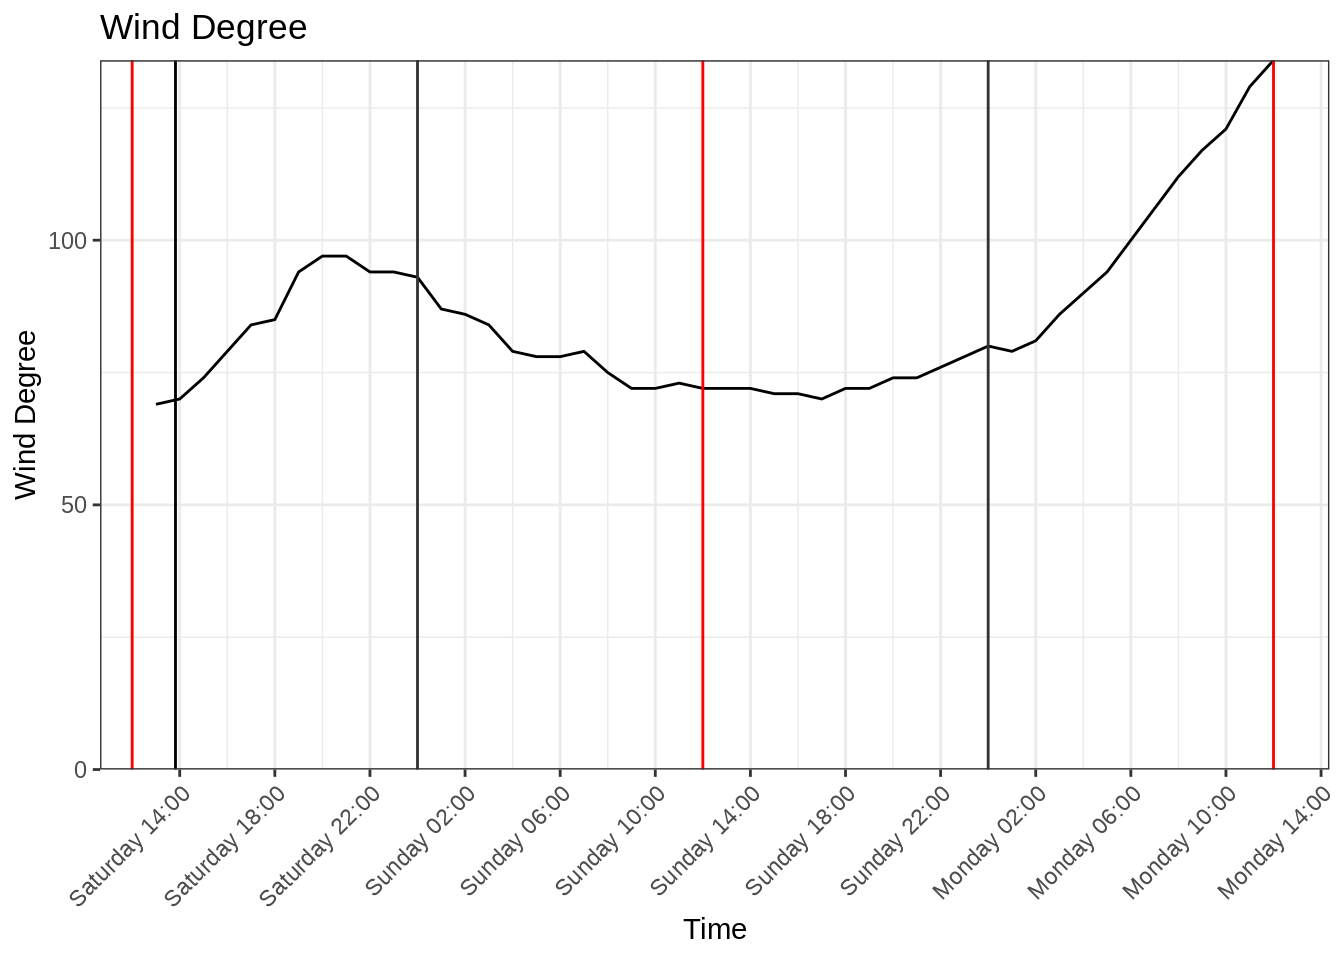 Wind Degree
Wind Degree
100
50
0
Saturday 14:00
Saturday 18:00
Saturday 22:00
Sunday 02:00
Sunday 06:00
Sunday 10:00
Sunday 14:00
Sunday 18:00
Sunday 22:00
Monday 02:00
Monday 06:00
Monday 10:00
Monday 14:00
Time